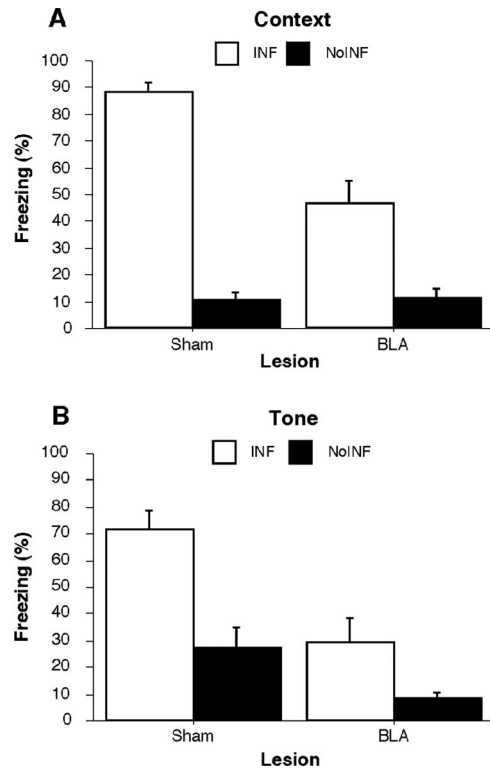 A
Context
INF NoINF
Freezing (%)
100
90
80
70
60
50
40
30
20
10
0
Sham BLA
Lesion
B
Tone
INF NoINF
Freezing (%)
100
90
80
70
60
50
40
30
20
10
0
Sham BLA
Lesion